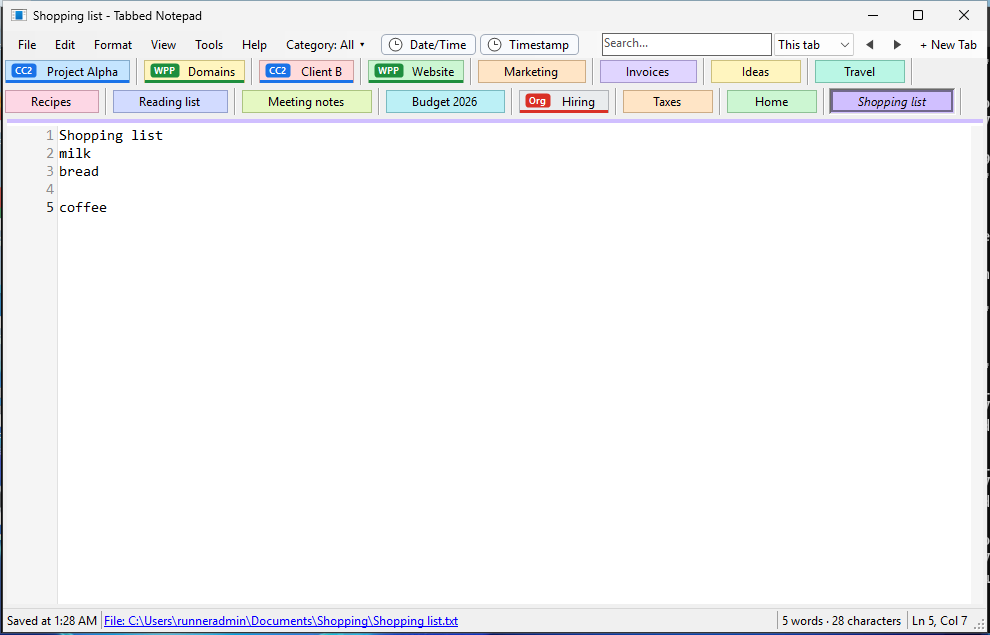 Shopping list - Tabbed Notepad
File Edit Format View Tools Help Category: All Date/Time Timestamp Search... This tab + New Tab
CC2 Project Alpha WPP Domains CC2 Client B WPP Website Marketing Invoices Ideas Travel
Recipes Reading list Meeting notes Budget 2026 Org Hiring Taxes Home Shopping list
1 Shopping list
2 milk
3 bread
4
5 coffee
Saved at 1:28 AM File: C:\Users\runneradmin\Documents\Shopping\Shopping list.txt 5 words · 28 characters Ln 5, Col 7